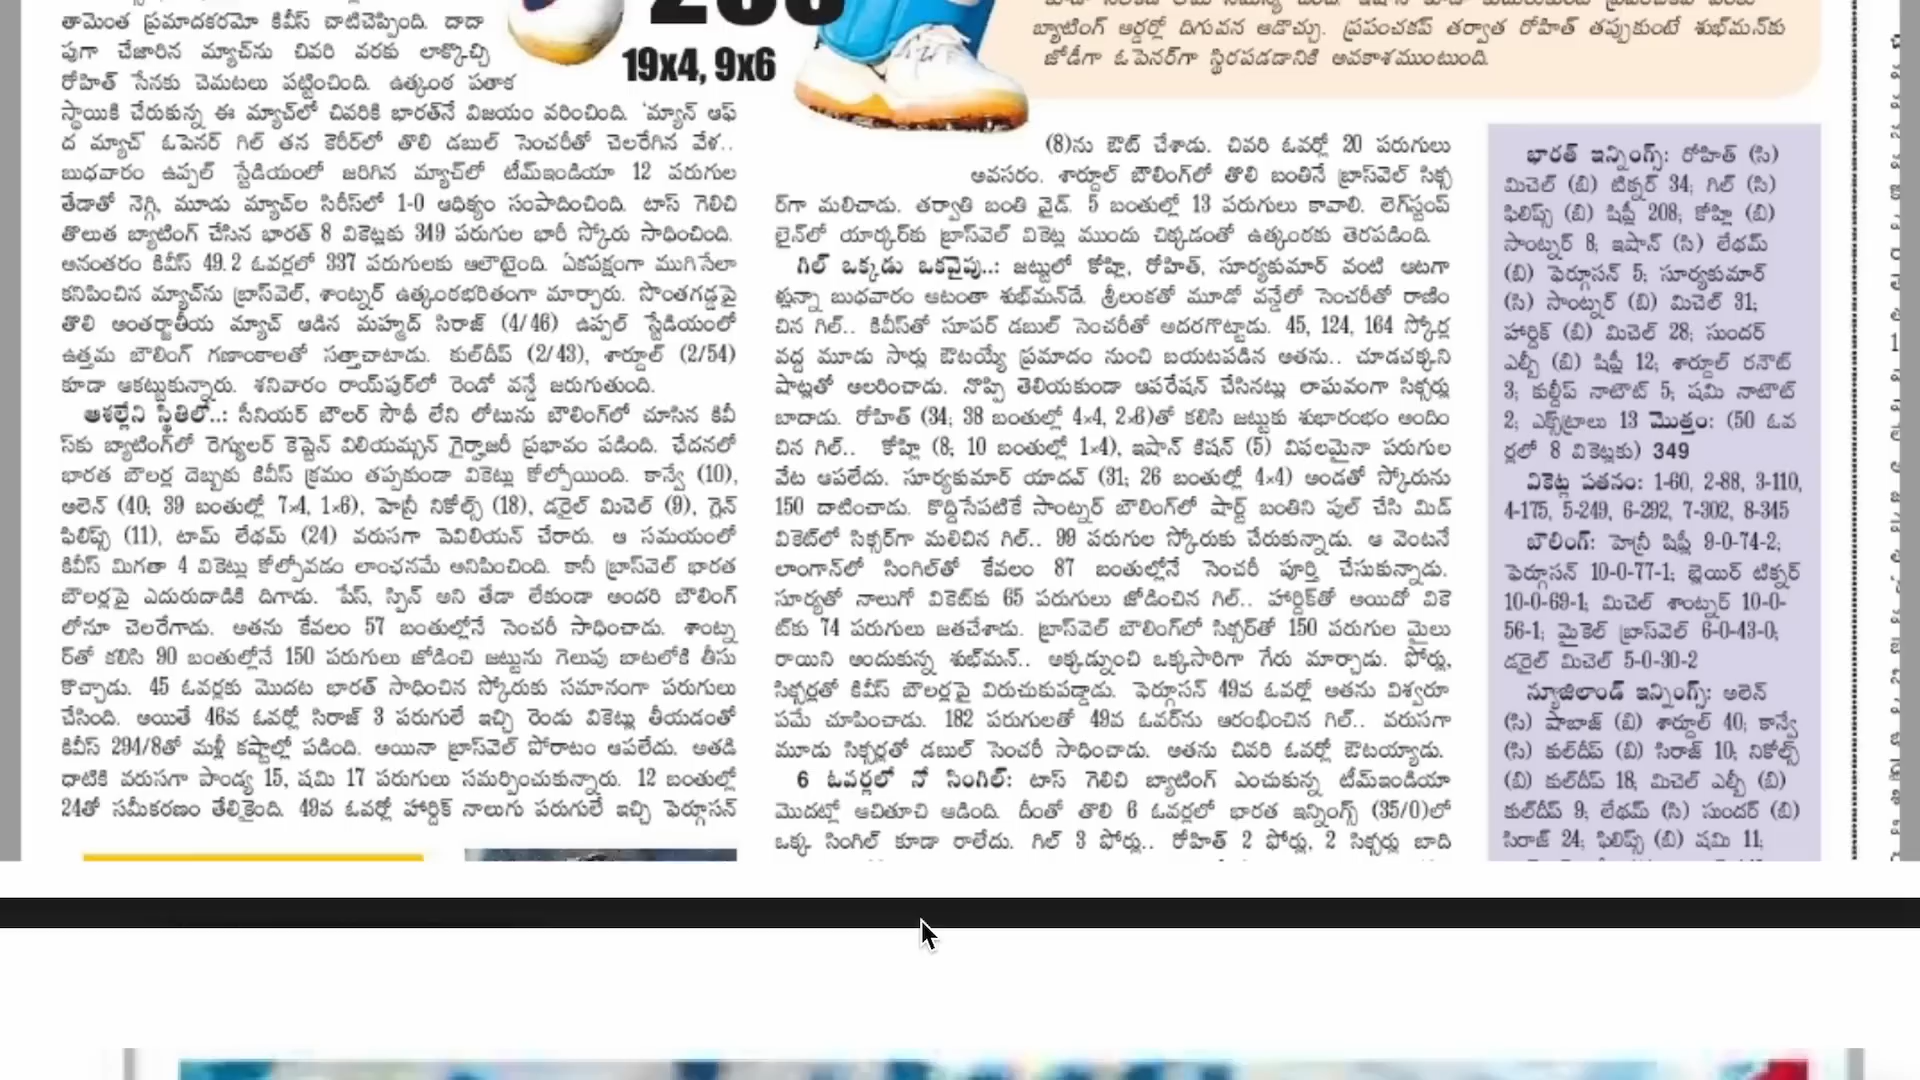 తామెంత ప్రమాదకరమో కివీస్ చాటిచెప్పింది. దాదా
పుగా చేజారిన మ్యాచ్‌ను చివరి వరకు లాక్కొచ్చి
రోహిత్ సేనకు చెమటలు పట్టించింది. ఉత్కంఠ పతాక
స్థాయికి చేరుకున్న ఈ మ్యాచ్‌లో చివరికి భారత్‌నే విజయం వరించింది. 'మ్యాన్ ఆఫ్
ద మ్యాచ్' ఓపెనర్ గిల్ తన కెరీర్‌లో తొలి డబుల్ సెంచరీతో చెలరేగిన వేళ..
బుధవారం ఉప్పల్ స్టేడియంలో జరిగిన మ్యాచ్‌లో టీమ్‌ఇండియా 12 పరుగుల
తేడాతో నెగ్గి, మూడు మ్యాచ్‌ల సిరీస్‌లో 1-0 ఆధిక్యం సంపాదించింది. టాస్ గెలిచి
తొలుత బ్యాటింగ్ చేసిన భారత్ 8 వికెట్లకు 349 పరుగుల భారీ స్కోరు సాధించింది.
అనంతరం కివీస్ 49.2 ఓవర్లలో 337 పరుగులకు ఆలౌటైంది. ఏకపక్షంగా ముగిసేలా
కనిపించిన మ్యాచ్‌ను బ్రాస్‌వెల్, శాంట్నర్ ఉత్కంఠభరితంగా మార్చారు. సొంతగడ్డపై
తొలి అంతర్జాతీయ మ్యాచ్ ఆడిన మహ్మద్ సిరాజ్ (4/46) ఉప్పల్ స్టేడియంలో
ఉత్తమ బౌలింగ్ గణాంకాలతో సత్తాచాటాడు. కుల్‌దీప్ (2/43), శార్దూల్ (2/54)
కూడా ఆకట్టుకున్నారు. శనివారం రాయ్‌పుర్‌లో రెండో వన్డే జరుగుతుంది.
ఆశల్లేని స్థితిలో..: సీనియర్ బౌలర్ సౌథీ లేని లోటును బౌలింగ్‌లో చూసిన కివీ
స్‌కు బ్యాటింగ్‌లో రెగ్యులర్ కెప్టెన్ విలియమ్సన్ గైర్హాజరీ ప్రభావం పడింది. ఛేదనలో
భారత బౌలర్ల దెబ్బకు కివీస్ క్రమం తప్పకుండా వికెట్లు కోల్పోయింది. కాన్వే (10),
అలెన్ (40; 39 బంతుల్లో 7×4, 1×6), హెన్రీ నికోల్స్ (18), డరైల్ మిచెల్ (9), గ్లెన్
ఫిలిప్స్ (11), టామ్ లేథమ్ (24) వరుసగా పెవిలియన్ చేరారు. ఆ సమయంలో
కివీస్ మిగతా 4 వికెట్లు కోల్పోవడం లాంఛనమే అనిపించింది. కానీ బ్రాస్‌వెల్ భారత
బౌలర్లపై ఎదురుదాడికి దిగాడు. పేస్, స్పిన్ అని తేడా లేకుండా అందరి బౌలింగ్
లోనూ చెలరేగాడు. అతను కేవలం 57 బంతుల్లోనే సెంచరీ సాధించాడు. శాంట్న
ర్‌తో కలిసి 90 బంతుల్లోనే 150 పరుగులు జోడించి జట్టును గెలుపు బాటలోకి తీసు
కొచ్చాడు. 45 ఓవర్లకు మొదట భారత్ సాధించిన స్కోరుకు సమానంగా పరుగులు
చేసింది. అయితే 46వ ఓవర్లో సిరాజ్ 3 పరుగులే ఇచ్చి రెండు వికెట్లు తీయడంతో
కివీస్ 294/8తో మళ్లీ కష్టాల్లో పడింది. అయినా బ్రాస్‌వెల్ పోరాటం ఆపలేదు. అతడి
ధాటికి వరుసగా పాండ్య 15, షమి 17 పరుగులు సమర్పించుకున్నారు. 12 బంతుల్లో
24తో సమీకరణం తేలికైంది. 49వ ఓవర్లో హార్దిక్ నాలుగు పరుగులే ఇచ్చి ఫెర్గూసన్
19x4, 9x6
బ్యాటింగ్ ఆర్డర్లో దిగువన ఆడొచ్చు. ప్రపంచకప్ తర్వాత రోహిత్ తప్పుకుంటే శుభ్‌మన్‌కు
జోడీగా ఓపెనర్‌గా స్థిరపడడానికి అవకాశముంటుంది.
(8)ను ఔట్ చేశాడు. చివరి ఓవర్లో 20 పరుగులు
అవసరం. శార్దూల్ బౌలింగ్‌లో తొలి బంతినే బ్రాస్‌వెల్ సిక్స
ర్‌గా మలిచాడు. తర్వాతి బంతి వైడ్. 5 బంతుల్లో 13 పరుగులు కావాలి. లెగ్‌స్టంప్
లైన్‌లో యార్కర్‌కు బ్రాస్‌వెల్ వికెట్ల ముందు చిక్కడంతో ఉత్కంఠకు తెరపడింది.
గిల్ ఒక్కడు ఒకవైపు..: జట్టులో కోహ్లి, రోహిత్, సూర్యకుమార్ వంటి ఆటగా
ళ్లున్నా బుధవారం ఆటంతా శుభ్‌మన్‌దే. శ్రీలంకతో మూడో వన్డేలో సెంచరీతో రాణిం
చిన గిల్.. కివీస్‌తో సూపర్ డబుల్ సెంచరీతో అదరగొట్టాడు. 45, 124, 164 స్కోర్ల
వద్ద మూడు సార్లు ఔటయ్యే ప్రమాదం నుంచి బయటపడిన అతను.. చూడచక్కని
షాట్లతో అలరించాడు. నొప్పి తెలియకుండా ఆపరేషన్ చేసినట్లు లాఘవంగా సిక్సర్లు
బాదాడు. రోహిత్ (34; 38 బంతుల్లో 4×4, 2×6)తో కలిసి జట్టుకు శుభారంభం అందిం
చిన గిల్.. కోహ్లి (8; 10 బంతుల్లో 1×4), ఇషాన్ కిషన్ (5) విఫలమైనా పరుగుల
వేట ఆపలేదు. సూర్యకుమార్ యాదవ్ (31; 26 బంతుల్లో 4×4) అండతో స్కోరును
150 దాటించాడు. కొద్దిసేపటికే సాంట్నర్ బౌలింగ్‌లో షార్ట్ బంతిని పుల్ చేసి మిడ్
వికెట్‌లో సిక్సర్‌గా మలిచిన గిల్.. 99 పరుగుల స్కోరుకు చేరుకున్నాడు. ఆ వెంటనే
లాంగాన్‌లో సింగిల్‌తో కేవలం 87 బంతుల్లోనే సెంచరీ పూర్తి చేసుకున్నాడు.
సూర్యతో నాలుగో వికెట్‌కు 65 పరుగులు జోడించిన గిల్.. హార్దిక్‌తో అయిదో వికె
ట్‌కు 74 పరుగులు జతచేశాడు. బ్రాస్‌వెల్ బౌలింగ్‌లో సిక్సర్‌తో 150 పరుగుల మైలు
రాయిని అందుకున్న శుభ్‌మన్.. అక్కడ్నుంచి ఒక్కసారిగా గేరు మార్చాడు. ఫోర్లు,
సిక్సర్లతో కివీస్ బౌలర్లపై విరుచుకుపడ్డాడు. ఫెర్గూసన్ 49వ ఓవర్లో అతను విశ్వరూ
పమే చూపించాడు. 182 పరుగులతో 49వ ఓవర్‌ను ఆరంభించిన గిల్.. వరుసగా
మూడు సిక్సర్లతో డబుల్ సెంచరీ సాధించాడు. అతను చివరి ఓవర్లో ఔటయ్యాడు.
6 ఓవర్లలో నో సింగిల్: టాస్ గెలిచి బ్యాటింగ్ ఎంచుకున్న టీమ్‌ఇండియా
మొదట్లో ఆచితూచి ఆడింది. దీంతో తొలి 6 ఓవర్లలో భారత ఇన్నింగ్స్ (35/0)లో
ఒక్క సింగిల్ కూడా రాలేదు. గిల్ 3 ఫోర్లు.. రోహిత్ 2 ఫోర్లు, 2 సిక్సర్లు బాది
భారత్ ఇన్నింగ్స్: రోహిత్ (సి)
మిచెల్ (బి) టిక్నర్ 34; గిల్ (సి)
ఫిలిప్స్ (బి) షిప్లీ 208; కోహ్లి (బి)
సాంట్నర్ 8; ఇషాన్ (సి) లేథమ్
(బి) ఫెర్గూసన్ 5; సూర్యకుమార్
(సి) సాంట్నర్ (బి) మిచెల్ 31;
హార్దిక్ (బి) మిచెల్ 28; సుందర్
ఎల్బీ (బి) షిప్లీ 12; శార్దూల్ రనౌట్
3; కుల్దీప్ నాటౌట్ 5; షమి నాటౌట్
2; ఎక్స్‌ట్రాలు 13 మొత్తం: (50 ఓవ
ర్లలో 8 వికెట్లకు) 349
వికెట్ల పతనం: 1-60, 2-88, 3-110,
4-175, 5-249, 6-292, 7-302, 8-345
బౌలింగ్: హెన్రీ షిప్లీ 9-0-74-2;
ఫెర్గూసన్ 10-0-77-1; బ్లెయిర్ టిక్నర్
10-0-69-1; మిచెల్ శాంట్నర్ 10-0-
56-1; మైకెల్ బ్రాస్‌వెల్ 6-0-43-0;
డరైల్ మిచెల్ 5-0-30-2
న్యూజిలాండ్ ఇన్నింగ్స్: అలెన్
(సి) షాబాజ్ (బి) శార్దూల్ 40; కాన్వే
(సి) కుల్‌దీప్ (బి) సిరాజ్ 10; నికోల్స్
(బి) కుల్‌దీప్ 18, మిచెల్ ఎల్బీ (బి)
కుల్‌దీప్ 9; లేథమ్ (సి) సుందర్ (బి)
సిరాజ్ 24; ఫిలిప్స్ (బి) షమి 11;